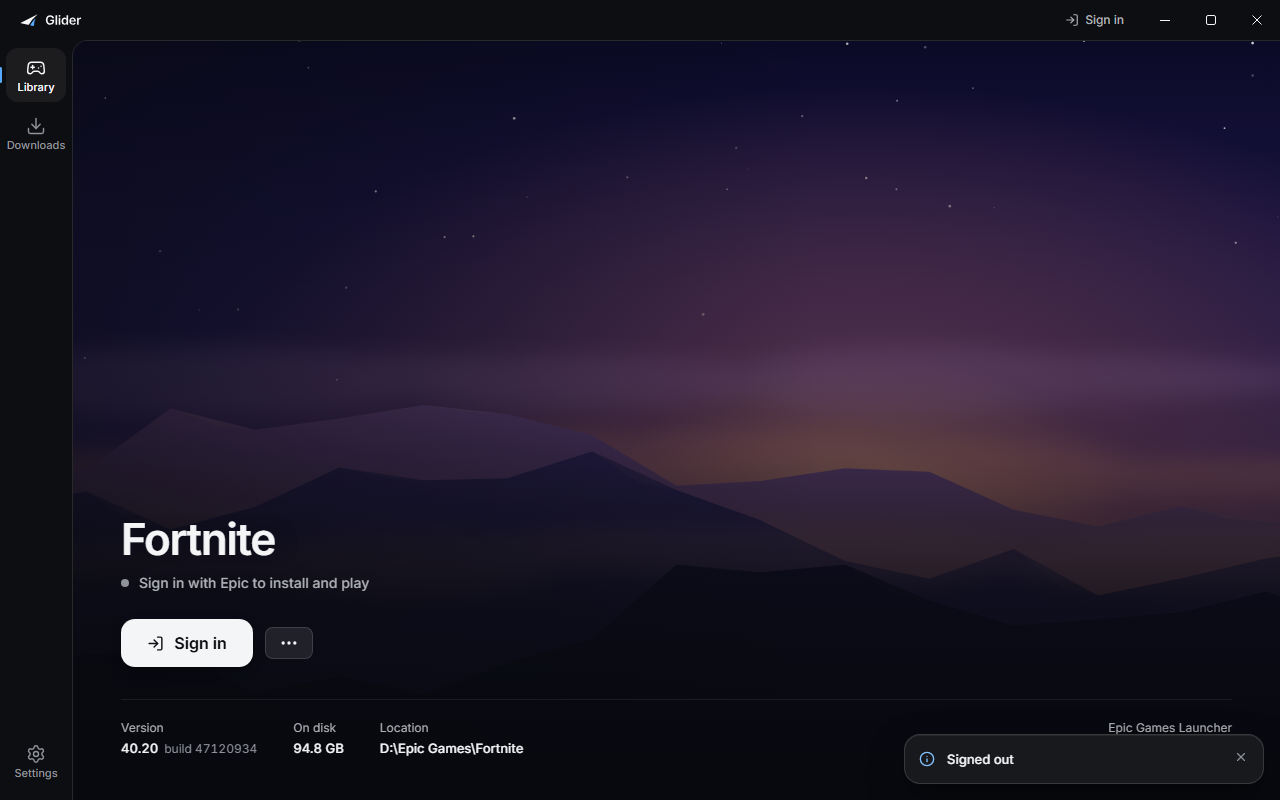 Glider
Sign in
Library
Downloads
Fortnite
Sign in with Epic to install and play
Sign in
Version
On disk
Location
Epic Games Launcher
40.20 build 47120934
94.8 GB
D:\Epic Games\Fortnite
Signed out
Settings